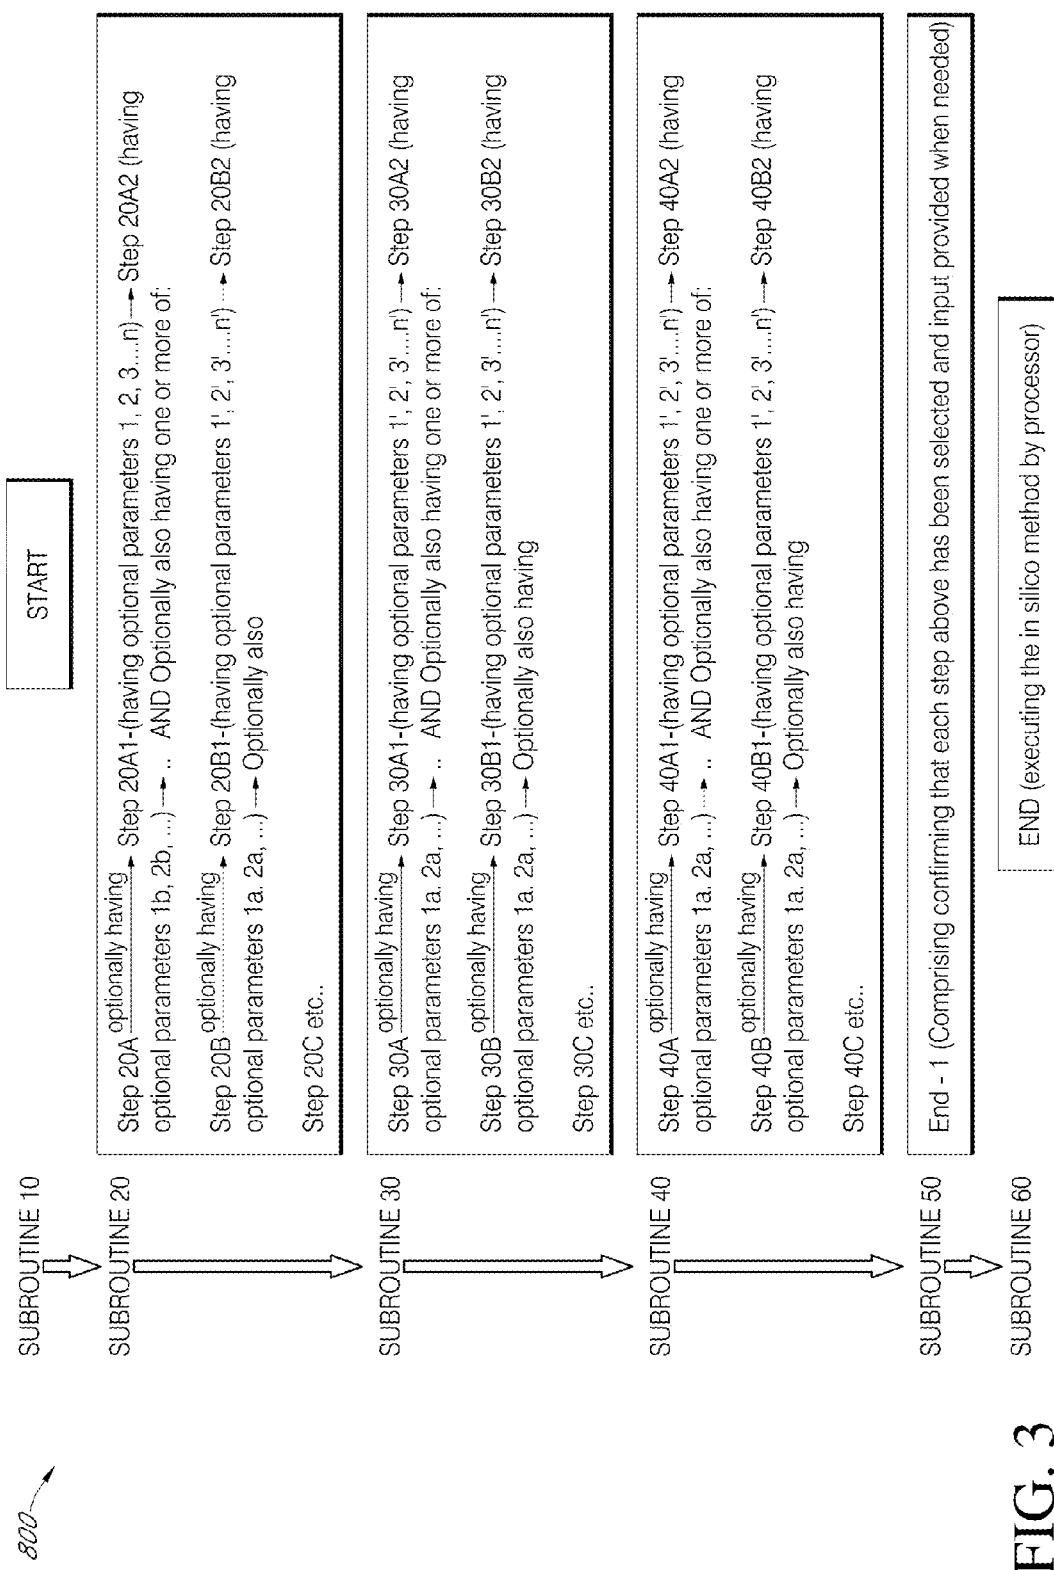 800
SUBROUTINE 10
START
SUBROUTINE 20
Step 20A optionally having Step 20A1-(having optional parameters 1, 2, 3....n) Step 20A2 (having
optional parameters 1b, 2b, ...) .. AND Optionally also having one or more of:
Step 20B optionally having Step 20B1-(having optional parameters 1', 2', 3'....n') Step 20B2 (having
optional parameters 1a. 2a, ...) Optionally also
Step 20C etc..
SUBROUTINE 30
Step 30A optionally having Step 30A1-(having optional parameters 1', 2', 3'....n') Step 30A2 (having
optional parameters 1a. 2a, ...) .. AND Optionally also having one or more of:
Step 30B optionally having Step 30B1-(having optional parameters 1', 2', 3'....n') Step 30B2 (having
optional parameters 1a. 2a, ...) Optionally also having
Step 30C etc..
SUBROUTINE 40
Step 40A optionally having Step 40A1-(having optional parameters 1', 2', 3'....n') Step 40A2 (having
optional parameters 1a. 2a, ...) .. AND Optionally also having one or more of:
Step 40B optionally having Step 40B1-(having optional parameters 1', 2', 3'....n') Step 40B2 (having
optional parameters 1a. 2a, ...) Optionally also having
Step 40C etc..
SUBROUTINE 50
End - 1 (Comprising confirming that each step above has been selected and input provided when needed)
SUBROUTINE 60
END (executing the in silico method by processor)
FIG. 3